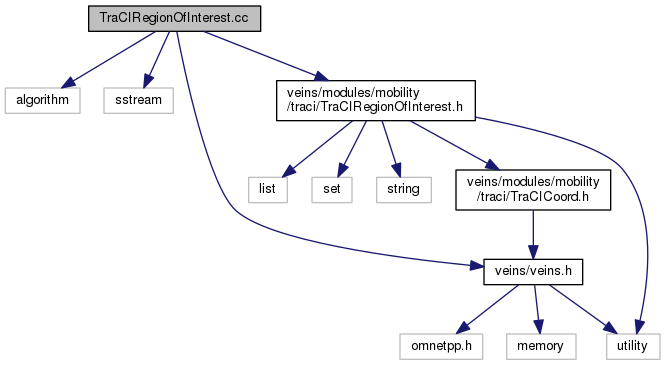 TraCIRegionOfInterest.cc
algorithm
sstream
veins/modules/mobility
/traci/TraCIRegionOfInterest.h
list
set
string
veins/modules/mobility
/traci/TraCICoord.h
veins/veins.h
omnetpp.h
memory
utility